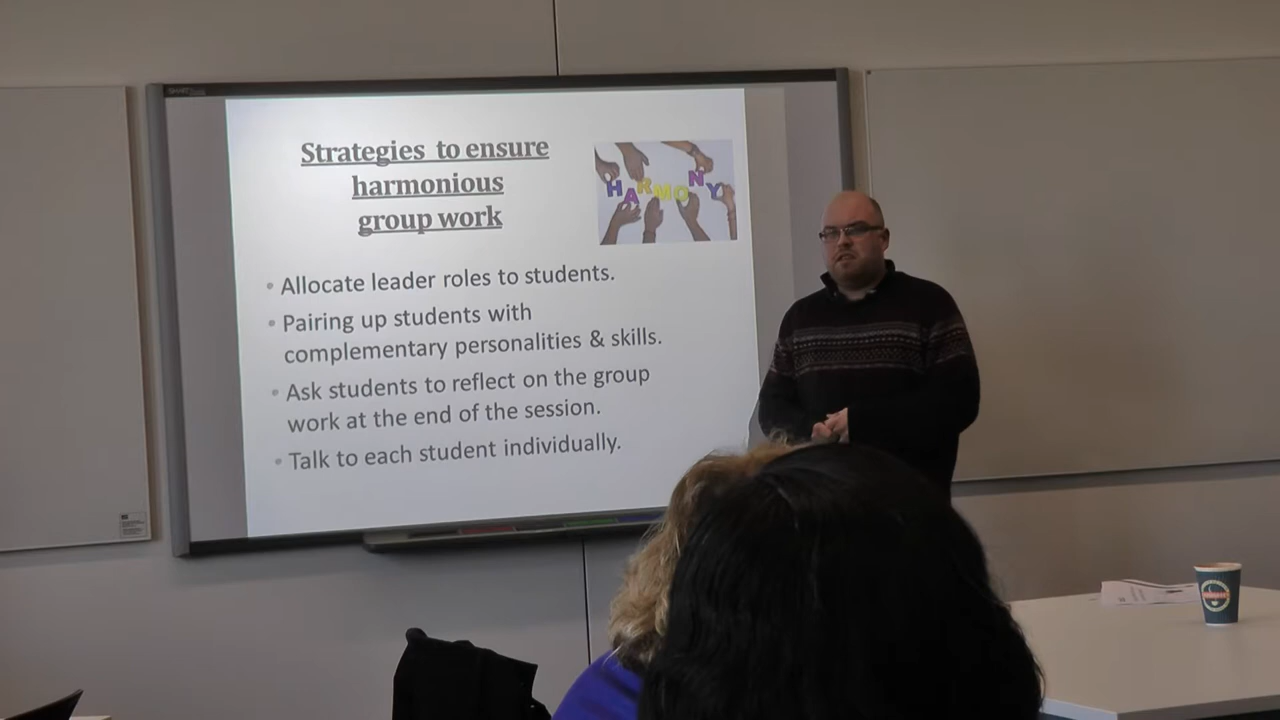 SMART
Strategies to ensure
harmonious
group work
HARMONY
• Allocate leader roles to students.
• Pairing up students with
complementary personalities & skills.
• Ask students to reflect on the group
work at the end of the session.
• Talk to each student individually.